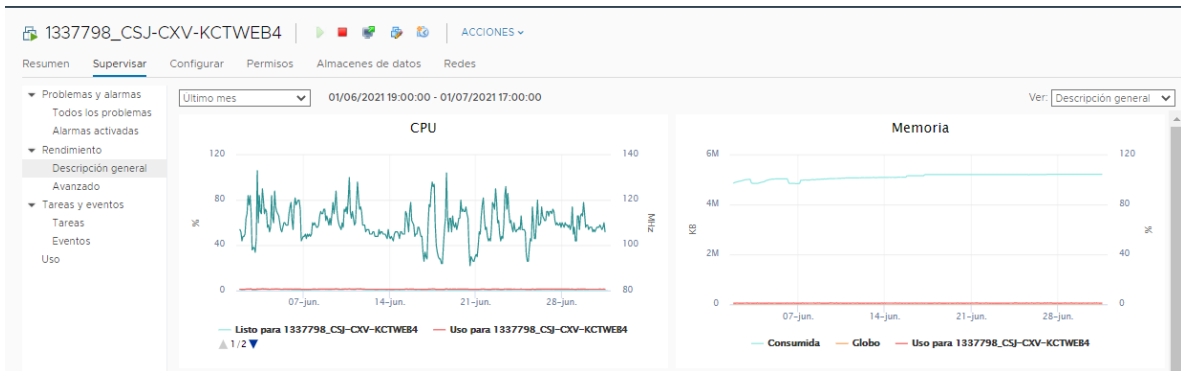 1337798_CSJ-CXV-KCTWEB4 ACCIONES
Resumen Supervisar Configurar Permisos Almacenes de datos Redes
Problemas y alarmas
Todos los problemas
Alarmas activadas
Rendimiento
Descripción general
Avanzado
Tareas y eventos
Tareas
Eventos
Uso
Último mes 01/06/2021 19:00:00 - 01/07/2021 17:00:00 Ver: Descripción general
CPU
120 140
80 120
40 100
0 80
% MHz
07-jun. 14-jun. 21-jun. 28-jun.
Listo para 1337798_CSJ-CXV-KCTWEB4 Uso para 1337798_CSJ-CXV-KCTWEB4
1/2
Memoria
6M 120
4M 80
2M 40
0 0
KB %
07-jun. 14-jun. 21-jun. 28-jun.
Consumida Globo Uso para 1337798_CSJ-CXV-KCTWEB4